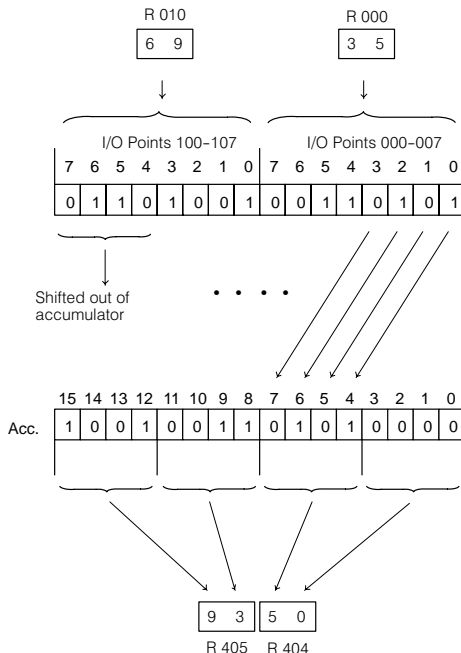 R 010 R 000
6 9 3 5
I/O Points 100-107 I/O Points 000-007
7 6 5 4 3 2 1 0 7 6 5 4 3 2 1 0
0 1 1 0 1 0 0 1 0 0 1 1 0 1 0 1
Shifted out of
accumulator
15 14 13 12 11 10 9 8 7 6 5 4 3 2 1 0
Acc. 1 0 0 1 0 0 1 1 0 1 0 1 0 0 0 0
9 3 5 0
R 405 R 404